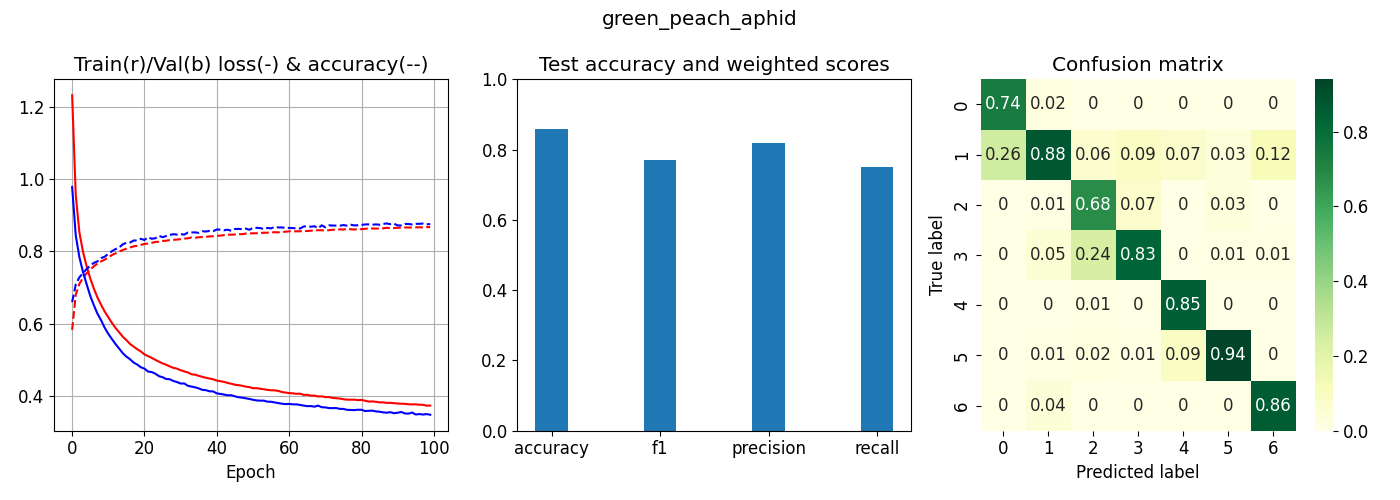 green_peach_aphid
Train(r)/Val(b) loss(-) & accuracy(--)
1.2
1.0
0.8
0.6
0.4
0 20 40 60 80 100
Epoch
Test accuracy and weighted scores
1.0
0.8
0.6
0.4
0.2
0.0
accuracy f1 precision recall
Confusion matrix
True label
0 0.74 0.02 0 0 0 0 0
1 0.26 0.88 0.06 0.09 0.07 0.03 0.12
2 0 0.01 0.68 0.07 0 0.03 0
3 0 0.05 0.24 0.83 0 0.01 0.01
4 0 0 0.01 0 0.85 0 0
5 0 0.01 0.02 0.01 0.09 0.94 0
6 0 0.04 0 0 0 0 0.86
0 1 2 3 4 5 6
Predicted label
0.8
0.6
0.4
0.2
0.0